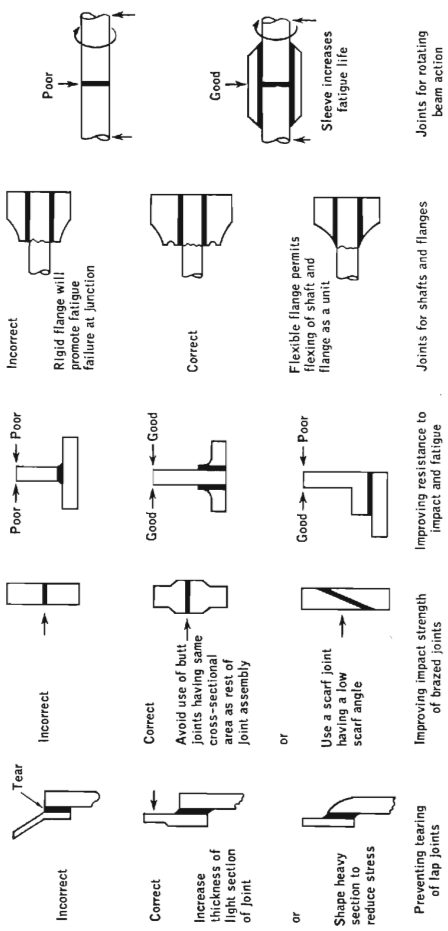 Incorrect
Tear
Correct
Increase
thickness of
light section
of joint
or
Shape heavy
section to
reduce stress
Preventing tearing
of lap joints
Incorrect
Correct
Avoid use of butt
joints having same
cross-sectional
area as rest of
joint assembly
or
Use a scarf joint
having a low
scarf angle
Improving impact strength
of brazed joints
Poor
Poor
Good
Good
Good
Poor
Improving resistance to
impact and fatigue
Incorrect
Rigid flange will
promote fatigue
failure at junction
Correct
Flexible flange permits
flexing of shaft and
flange as a unit
Joints for shafts and flanges
Poor
Good
Sleeve increases
fatigue life
Joints for rotating
beam action